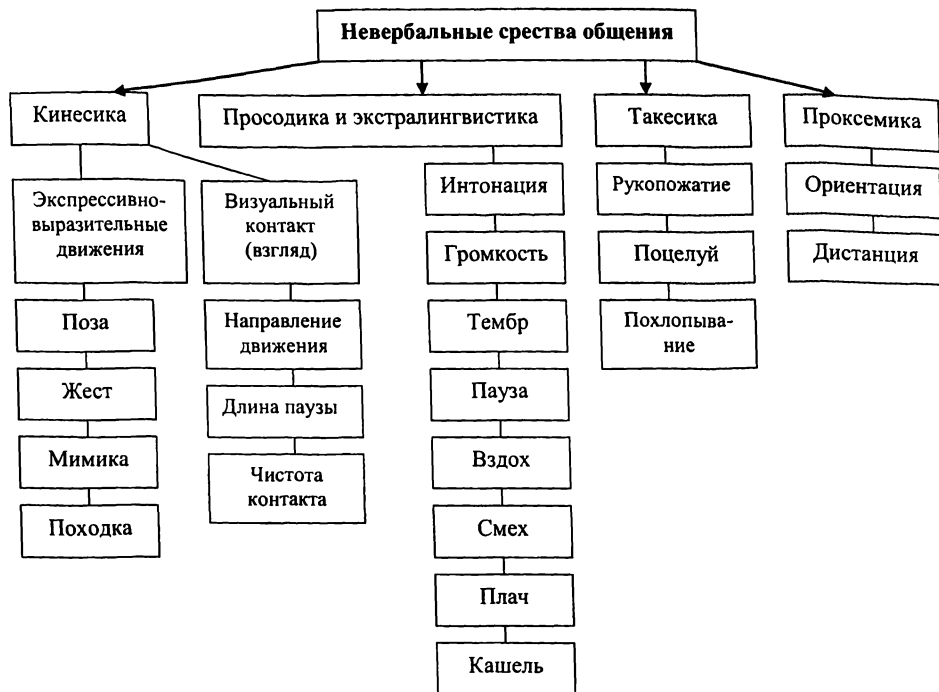 Невербальные срества общения
Кинесика
Просодика и экстралингвистика
Такесика
Проксемика
Экспрессивно-
выразительные
движения
Визуальный
контакт
(взгляд)
Интонация
Рукопожатие
Ориентация
Громкость
Поцелуй
Дистанция
Поза
Направление
движения
Тембр
Похлопыва-
ние
Жест
Длина паузы
Пауза
Мимика
Чистота
контакта
Вздох
Походка
Смех
Плач
Кашель